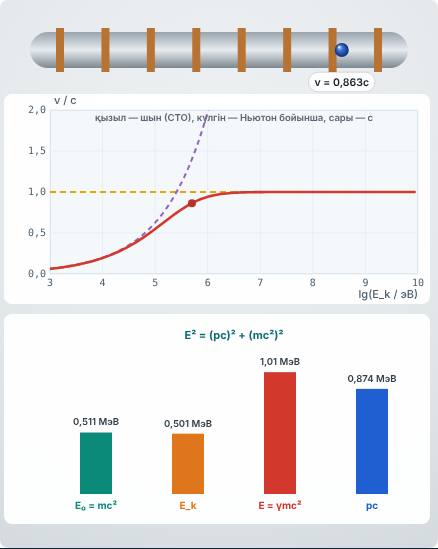 v = 0,863c
v / c
қызыл — шын (СТО), күлгін — Ньютон бойынша, сары — c
2,0
1,5
1,0
0,5
0,0
3 4 5 6 7 8 9 10
lg(E_k / эВ)
E² = (pc)² + (mc²)²
0,511 МэВ
0,501 МэВ
1,01 МэВ
0,874 МэВ
E₀ = mc²
E_k
E = γmc²
pc